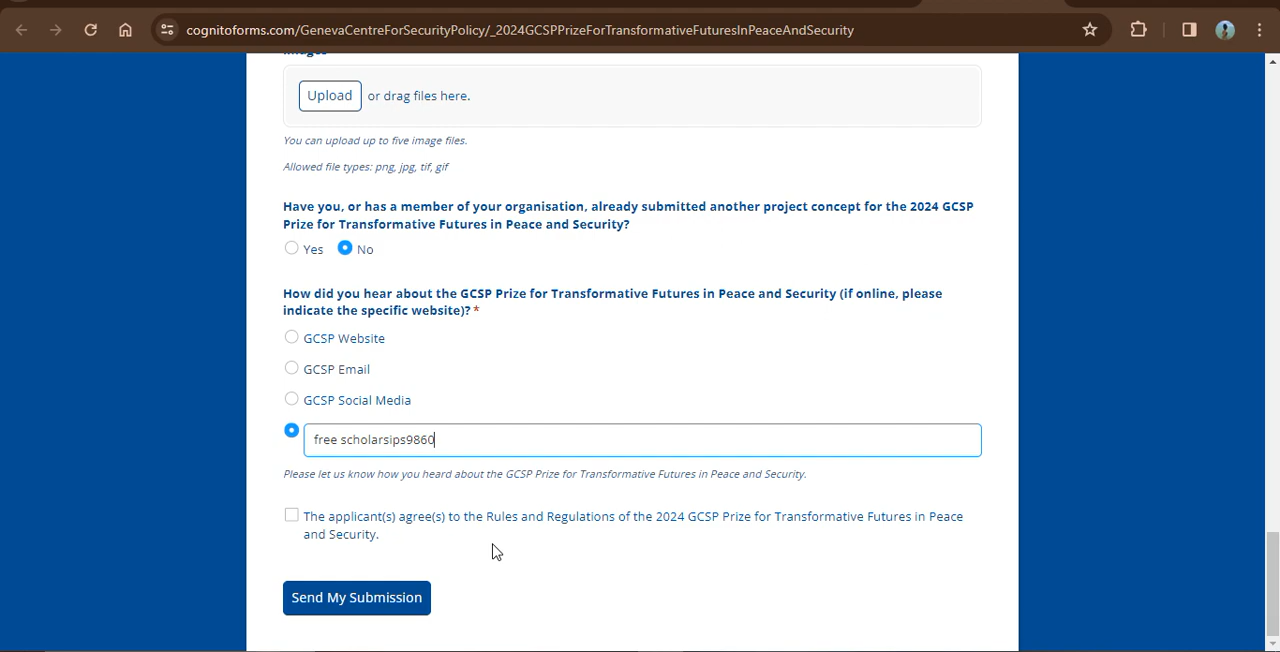 cognitoforms.com/GenevaCentreForSecurityPolicy/_2024GCSPPrizeForTransformativeFuturesInPeaceAndSecurity
Images
Upload or drag files here.
You can upload up to five image files.
Allowed file types: png, jpg, tif, gif
Have you, or has a member of your organisation, already submitted another project concept for the 2024 GCSP
Prize for Transformative Futures in Peace and Security?
Yes No
How did you hear about the GCSP Prize for Transformative Futures in Peace and Security (if online, please
indicate the specific website)? *
GCSP Website
GCSP Email
GCSP Social Media
free scholarsips9860
Please let us know how you heard about the GCSP Prize for Transformative Futures in Peace and Security.
The applicant(s) agree(s) to the Rules and Regulations of the 2024 GCSP Prize for Transformative Futures in Peace
and Security.
Send My Submission